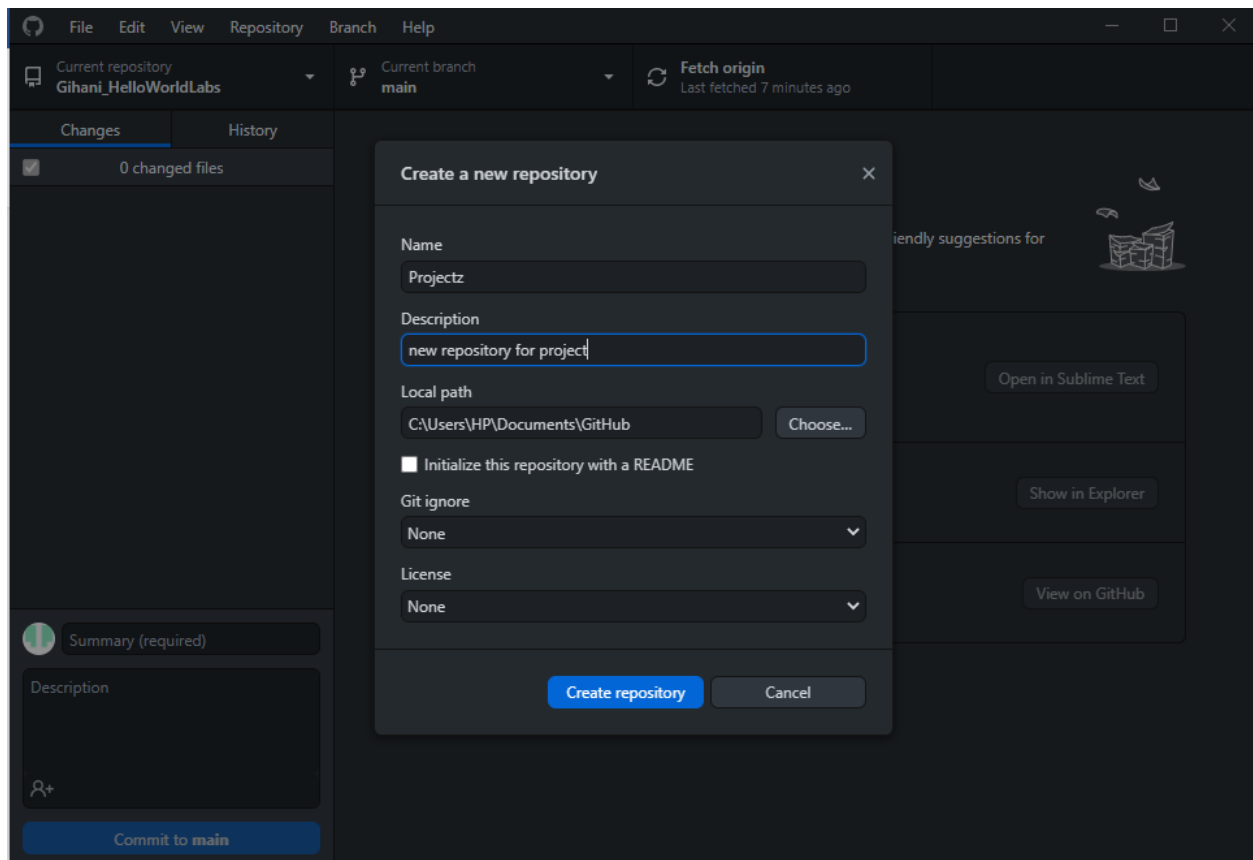 File Edit View Repository Branch Help
Current repository
Gihani_HelloWorldLabs
Current branch
main
Fetch origin
Last fetched 7 minutes ago
Changes History
0 changed files
Create a new repository
iendly suggestions for
Name
Projectz
Description
new repository for project
Local path
C:\Users\HP\Documents\GitHub
Choose...
Initialize this repository with a README
Git ignore
None
License
None
Create repository
Cancel
Open in Sublime Text
Show in Explorer
View on GitHub
Summary (required)
Description
Commit to main